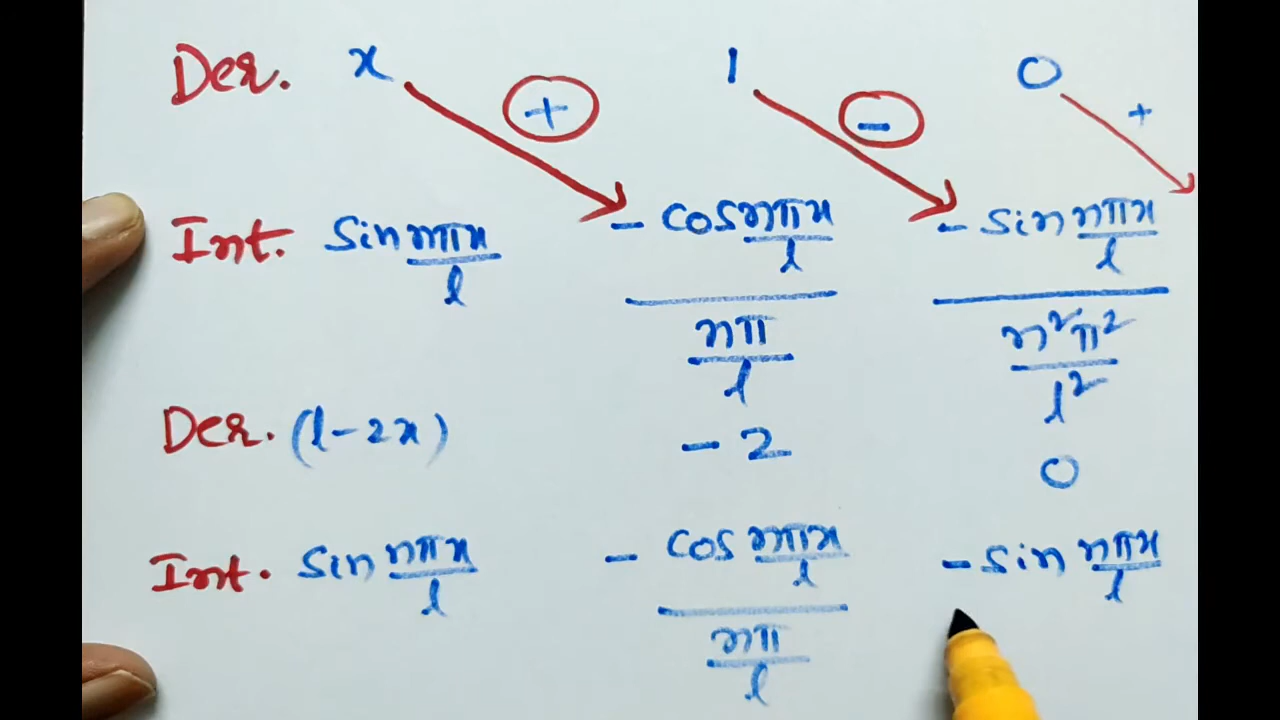 Der. x + 1 - 0 +
Int. Sin nπx/l - cos nπx/l / nπ/l - sin nπx/l / n²π²/l²
Der. (l-2x) -2 0
Int. Sin nπx/l - cos nπx/l / nπ/l - sin nπx/l